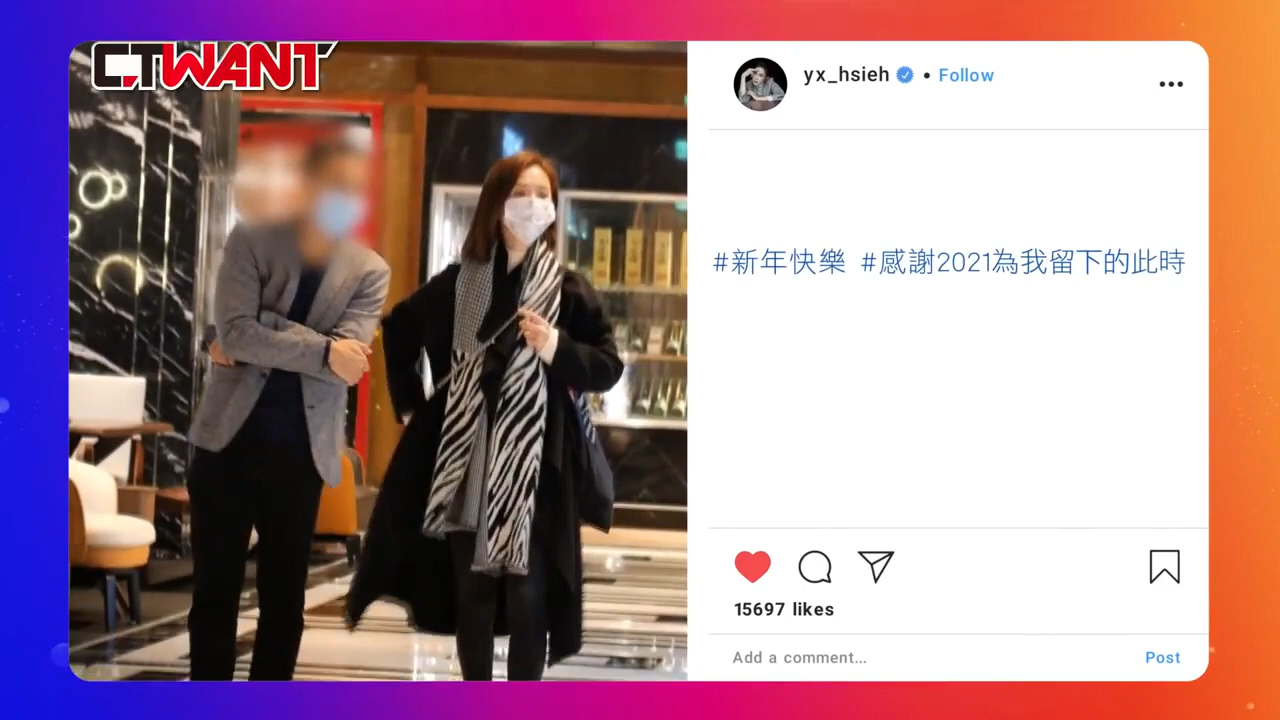 CTWANT
yx_hsieh • Follow
#新年快樂 #感謝2021為我留下的此時
15697 likes
Add a comment...
Post